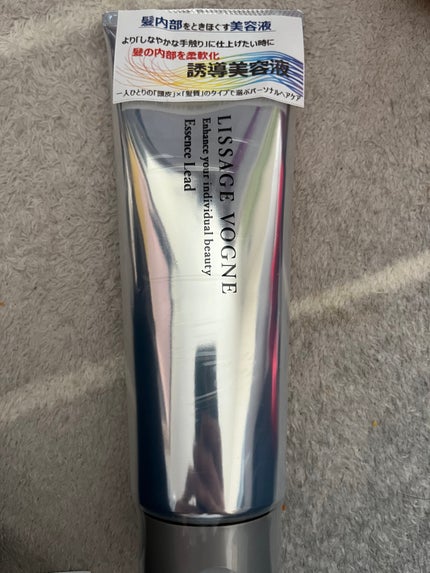 髪内部をときほぐす美容液
より「しなやかな手触り」に仕上げたい時に
髪の内部を柔軟化
誘導美容液
一人ひとりの「頭皮」×「髪質」のタイプで選ぶパーソナルヘアケア
LISSAGE VOGNE
Enhance your individual beauty
Essence Lead